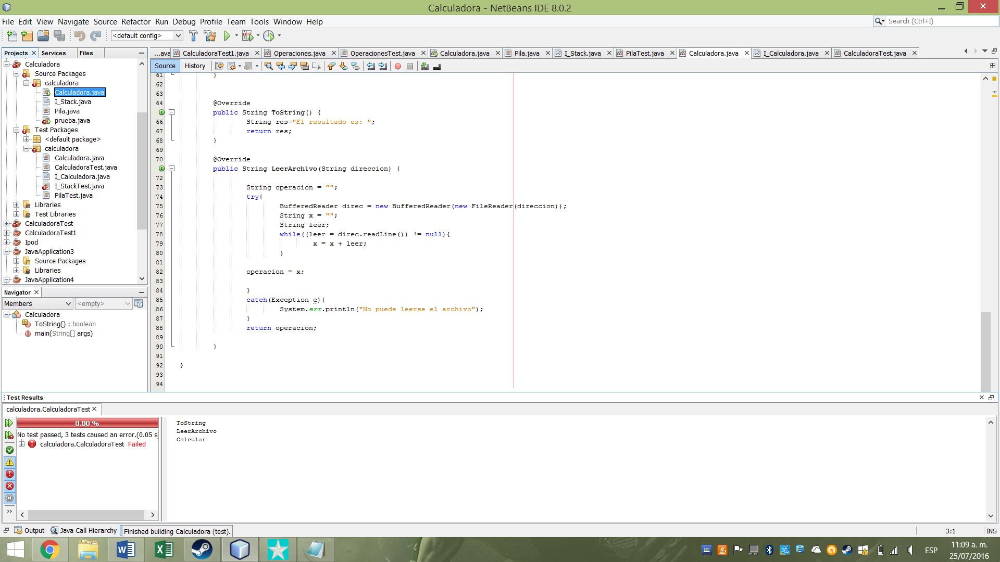 Calculadora - NetBeans IDE 8.0.2
File Edit View Navigate Source Refactor Run Debug Profile Team Tools Window Help
Search (Ctrl+I)
<default config>
Projects Services Files
...ava CalculadoraTest1.java Operaciones.java OperacionesTest.java Calculadora.java Pila.java I_Stack.java PilaTest.java Calculadora.java I_Calculadora.java CalculadoraTest.java
Source History
Calculadora
Source Packages
calculadora
Calculadora.java
I_Stack.java
Pila.java
prueba.java
Test Packages
<default package>
calculadora
Calculadora.java
CalculadoraTest.java
I_Calculadora.java
I_StackTest.java
PilaTest.java
Libraries
Test Libraries
CalculadoraTest
CalculadoraTest1
Ipod
JavaApplication3
Source Packages
Libraries
JavaApplication4
Navigator
Members <empty>
Calculadora
ToString() : boolean
main(String[] args)
61 }
62
63
64 @Override
public String ToString() {
66 String res="El resultado es: ";
67 return res;
68 }
69
70 @Override
public String LeerArchivo(String direccion) {
72
73 String operacion = "";
74 try{
75 BufferedReader direc = new BufferedReader(new FileReader(direccion));
76 String x = "";
77 String leer;
78 while((leer = direc.readLine()) != null){
79 x = x + leer;
80 }
81
82 operacion = x;
83
84 }
85 catch(Exception e){
86 System.err.println("No puede leerse el archivo");
87 }
88 return operacion;
89
90 }
91
92 }
93
94
Test Results
calculadora.CalculadoraTest
0.00 %
No test passed, 3 tests caused an error.(0.05 s)
calculadora.CalculadoraTest Failed
ToString
LeerArchivo
Calcular
Output Java Call Hierarchy Finished building Calculadora (test).
3:1 INS
ESP
11:09 a. m.
25/07/2016